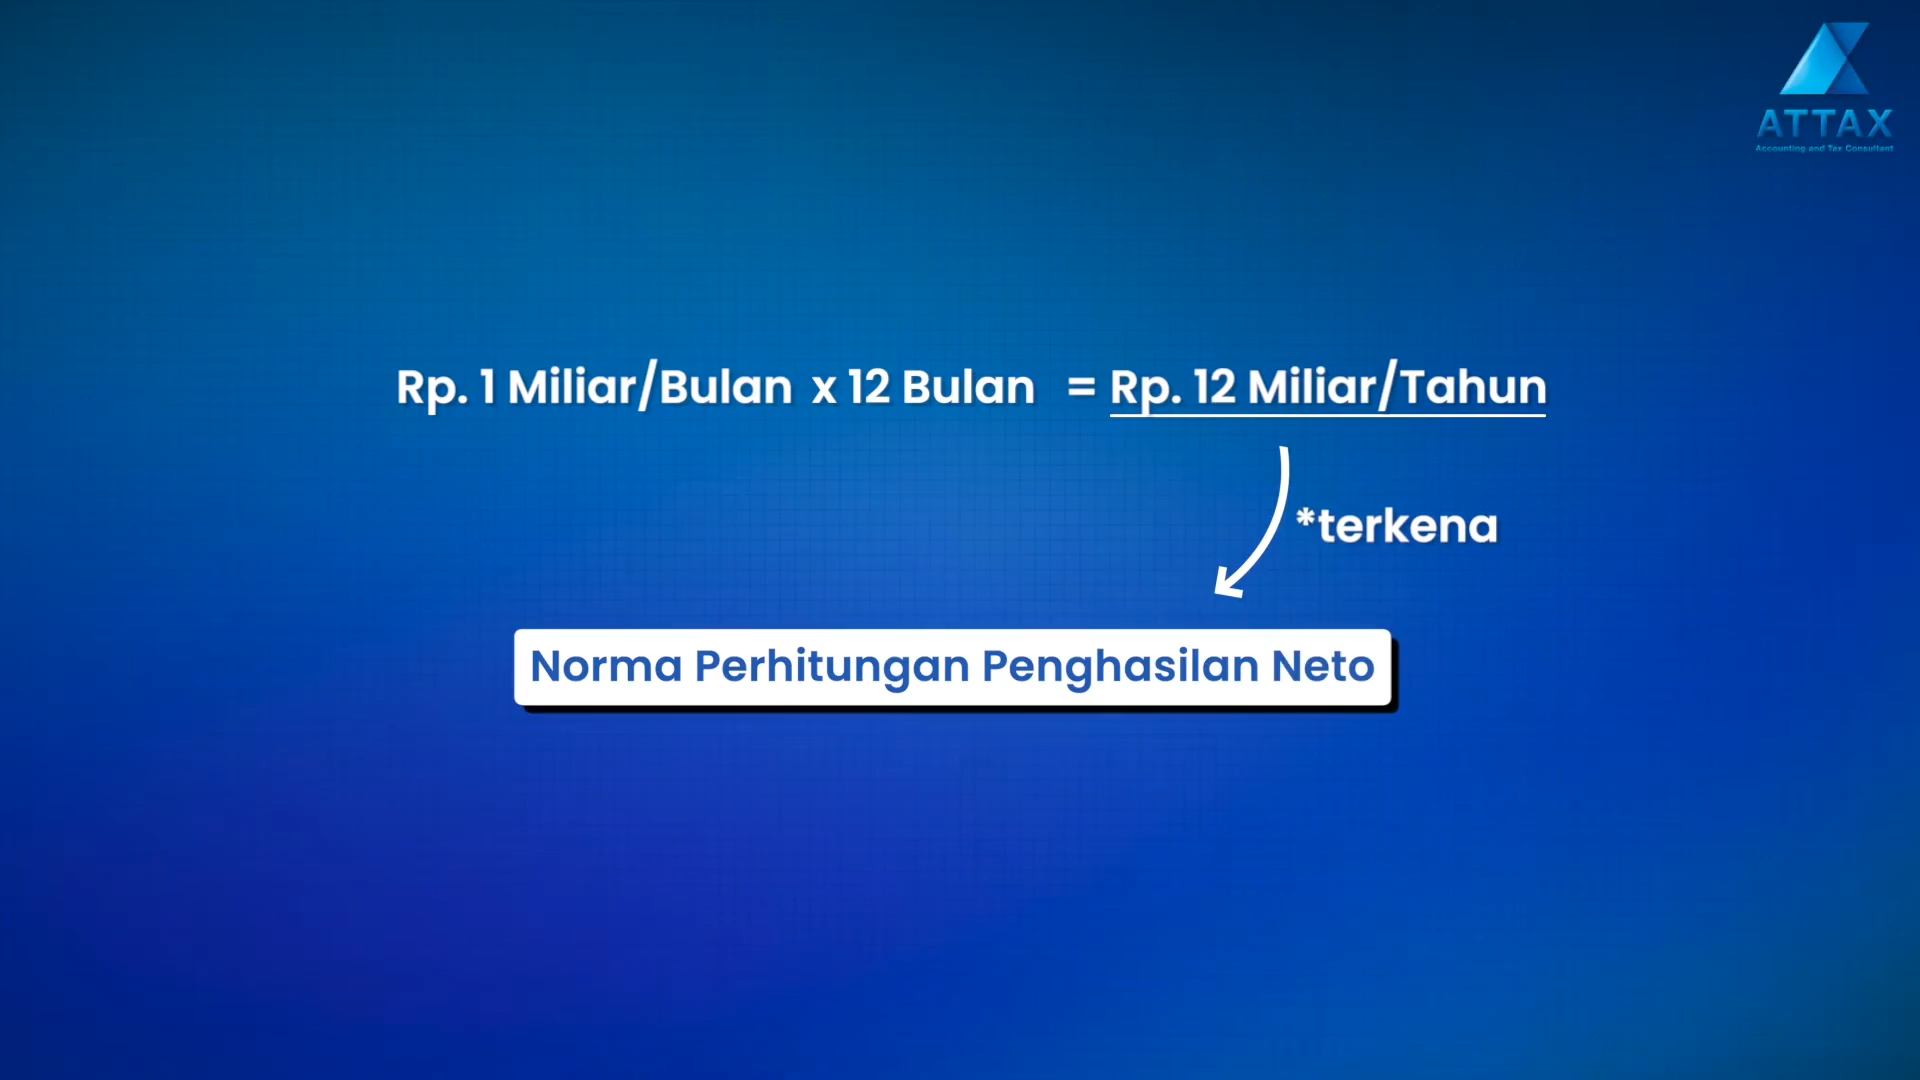 ATTAX
Accounting and Tax Consultant
Rp. 1 Miliar/Bulan x 12 Bulan = Rp. 12 Miliar/Tahun
*terkena
Norma Perhitungan Penghasilan Neto